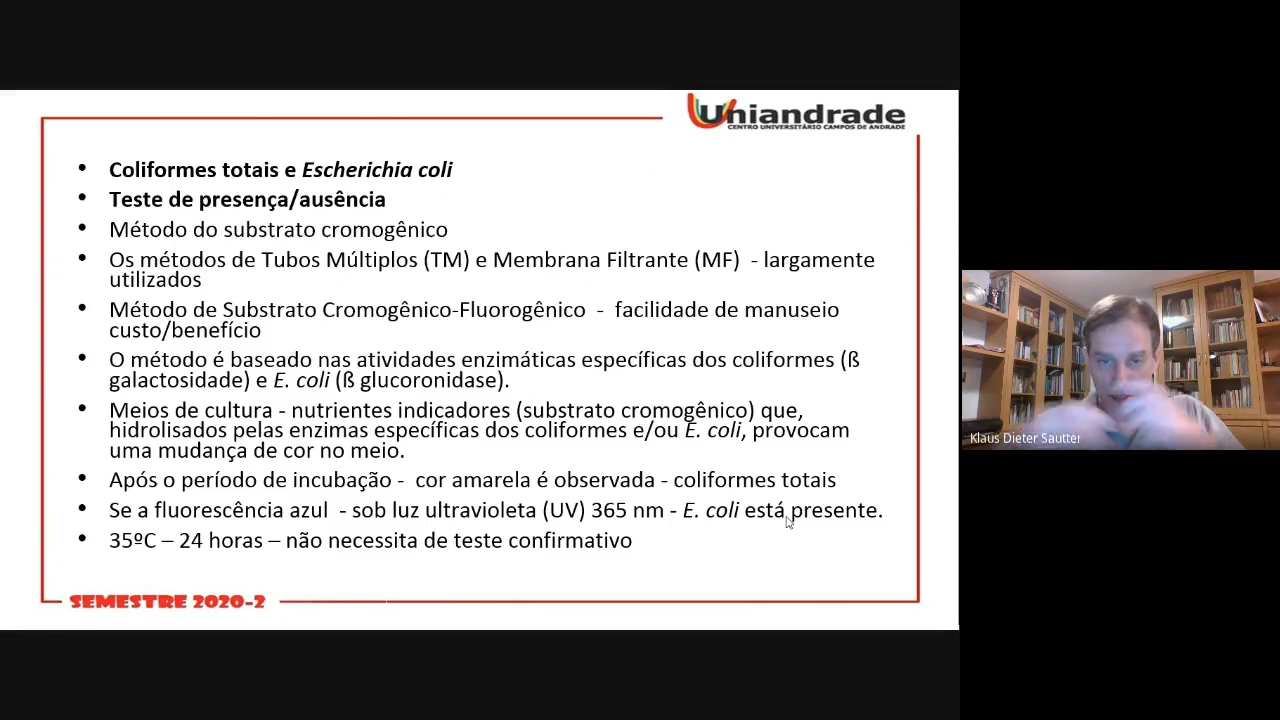 Uniandrade
CENTRO UNIVERSITÁRIO CAMPOS DE ANDRADE
• Coliformes totais e Escherichia coli
• Teste de presença/ausência
• Método do substrato cromogênico
• Os métodos de Tubos Múltiplos (TM) e Membrana Filtrante (MF) - largamente
utilizados
• Método de Substrato Cromogênico-Fluorogênico - facilidade de manuseio
custo/benefício
• O método é baseado nas atividades enzimáticas específicas dos coliformes (ß
galactosidade) e E. coli (ß glucoronidase).
• Meios de cultura - nutrientes indicadores (substrato cromogênico) que,
hidrolisados pelas enzimas específicas dos coliformes e/ou E. coli, provocam
uma mudança de cor no meio.
• Após o período de incubação - cor amarela é observada - coliformes totais
• Se a fluorescência azul - sob luz ultravioleta (UV) 365 nm - E. coli está presente.
• 35ºC – 24 horas – não necessita de teste confirmativo
SEMESTRE 2020-2
Klaus Dieter Sautter